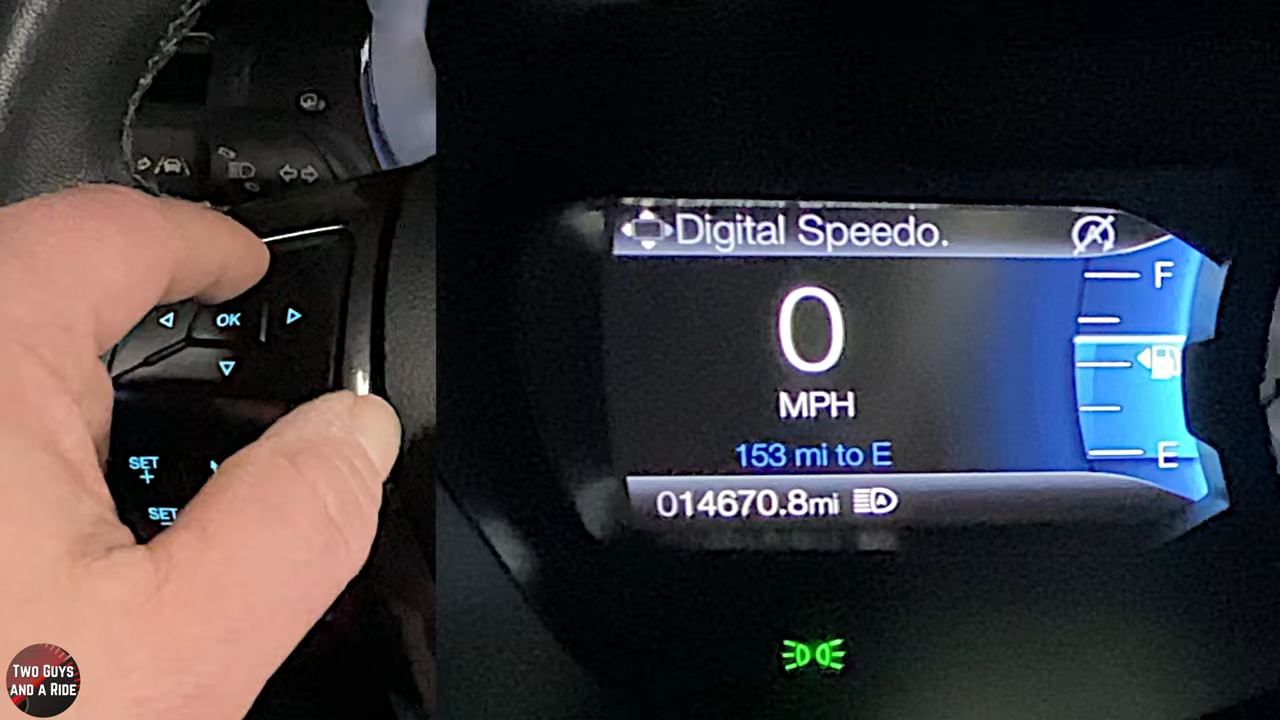 OK
SET
+
SET
Digital Speedo.
F
0
MPH
153 mi to E
E
014670.8mi
TWO GUYS
AND A RIDE